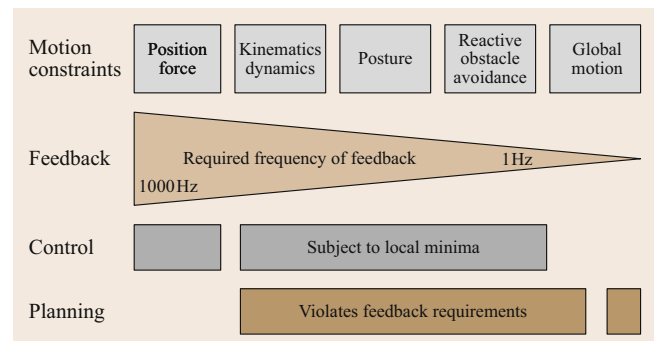 Motion
constraints
Position
force
Kinematics
dynamics
Posture
Reactive
obstacle
avoidance
Global
motion
Feedback
Required frequency of feedback
1 Hz
1000 Hz
Control
Subject to local minima
Planning
Violates feedback requirements